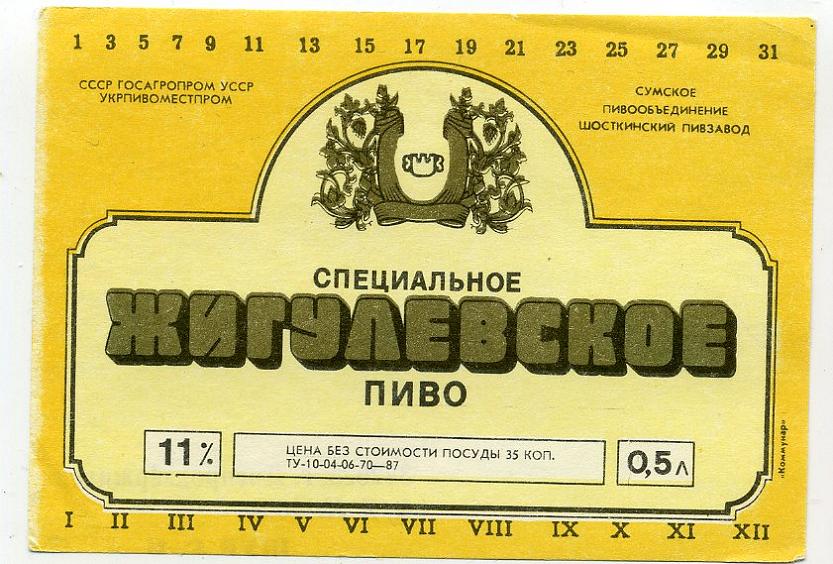 1 3 5 7 9 11 13 15 17 19 21 23 25 27 29 31
СССР ГОСАГРОПРОМ УССР
УКРПИВОМЕСТПРОМ
СУМСКОЕ
ПИВООБЪЕДИНЕНИЕ
ШОСТКИНСКИЙ ПИВЗАВОД
СПЕЦИАЛЬНОЕ
ЖИГУЛЕВСКОЕ
ПИВО
11%
ЦЕНА БЕЗ СТОИМОСТИ ПОСУДЫ 35 КОП.
ТУ-10-04-06-70—87
0,5 л
«Коммунар»
I II III IV V VI VII VIII IX X XI XII